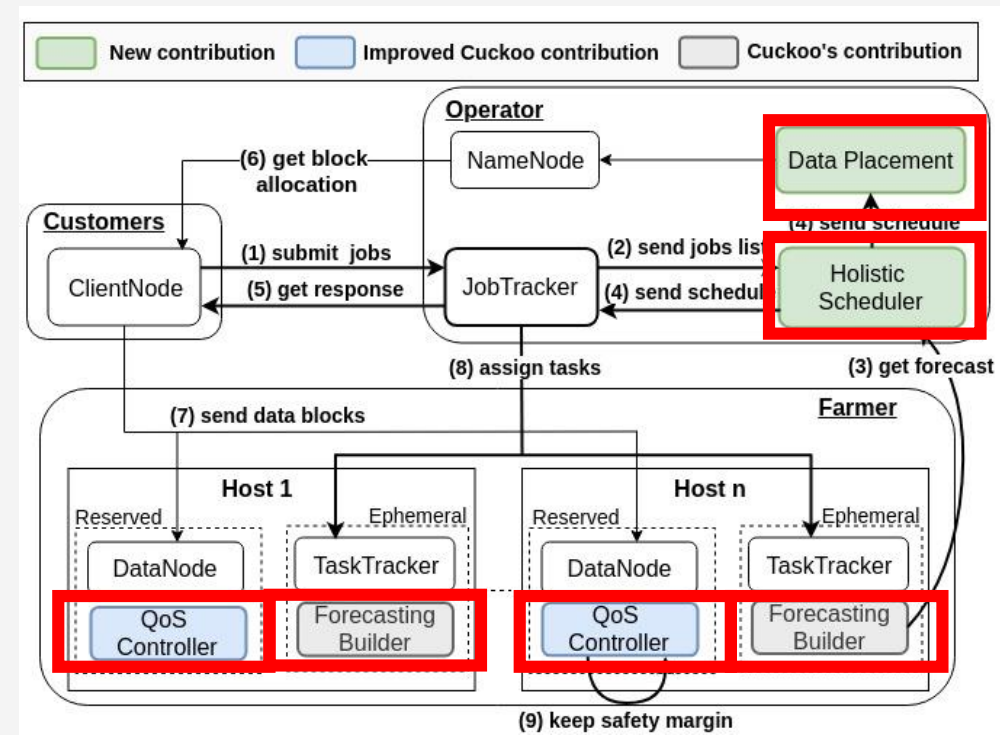 New contribution
Improved Cuckoo contribution
Cuckoo's contribution
Operator
NameNode
Data Placement
(6) get block
allocation
(4) send schedule
Customers
ClientNode
(1) submit jobs
(5) get response
JobTracker
(2) send jobs list
(4) send schedul
Holistic
Scheduler
(8) assign tasks
(3) get forecast
Farmer
(7) send data blocks
Host 1
Reserved
Ephemeral
DataNode
TaskTracker
QoS
Controller
Forecasting
Builder
Host n
Reserved
Ephemeral
DataNode
TaskTracker
QoS
Controller
Forecasting
Builder
(9) keep safety margin